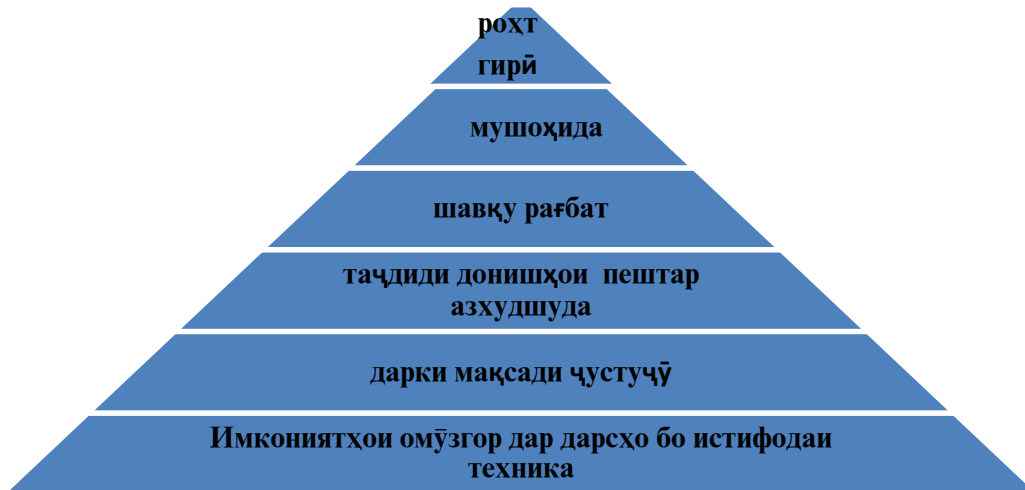 роҳт
гирӣ
мушоҳида
шавқу рағбат
таҷдиди донишҳои пештар
азхудшуда
дарки мақсади ҷустуҷӯ
Имкониятҳои омӯзгор дар дарсҳо бо истифодаи
техника